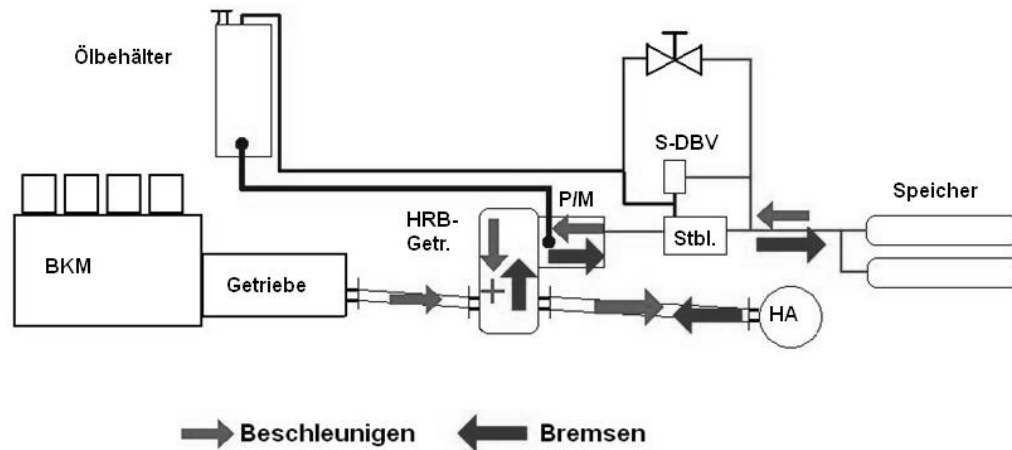 Ölbehälter
S-DBV
P/M
Speicher
HRB-
Getr.
Stbl.
BKM
Getriebe
HA
Beschleunigen
Bremsen